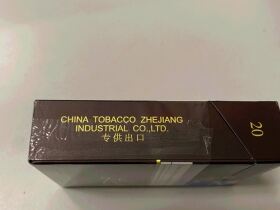 CHINA TOBACCO ZHEJIANG
INDUSTRIAL CO.,LTD.
专供出口
20